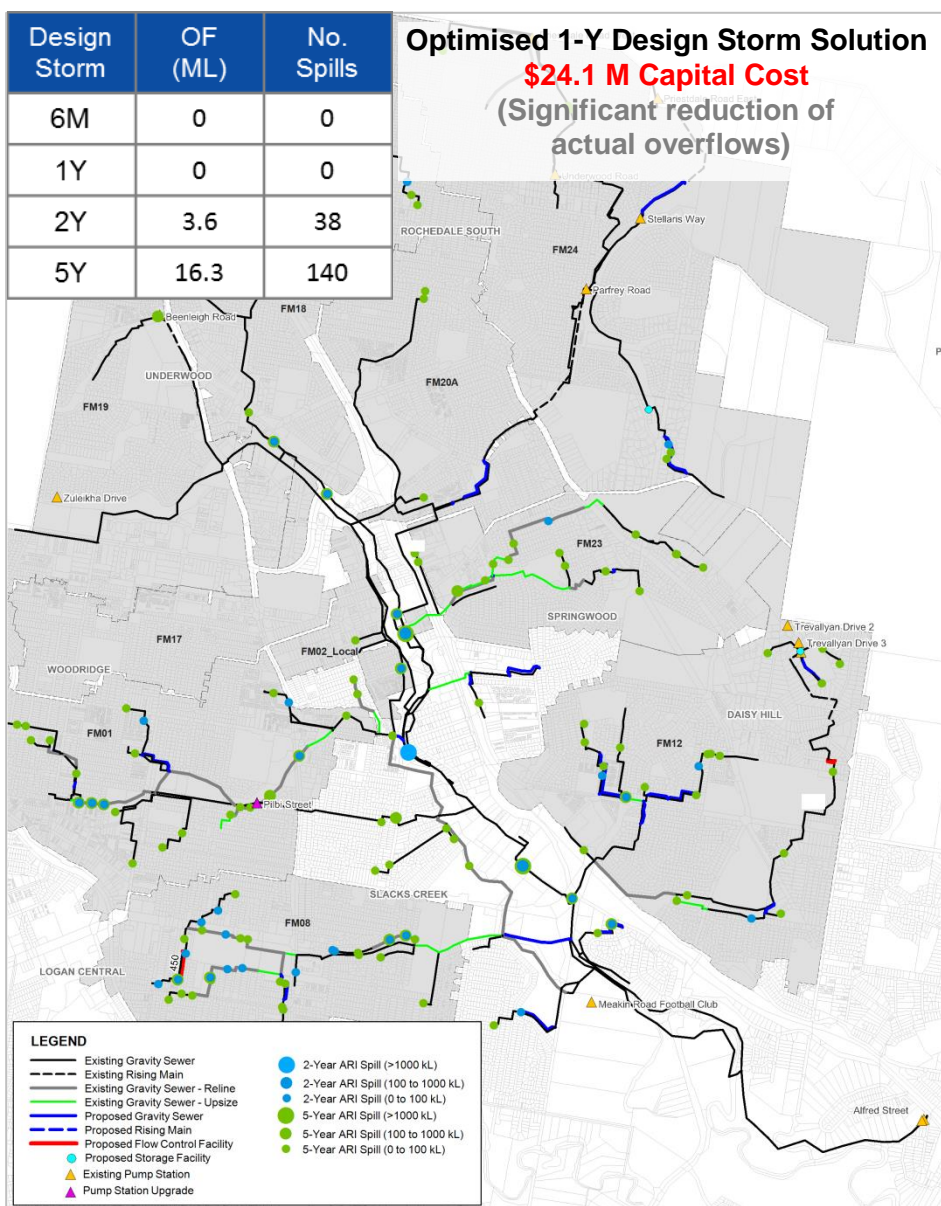 Design Storm
OF (ML)
No. Spills
6M
0
0
1Y
0
0
2Y
3.6
38
5Y
16.3
140
Optimised 1-Y Design Storm Solution
$24.1 M Capital Cost
(Significant reduction of
actual overflows)
Priestdale Road East
Underwood Road
Stellaris Way
ROCHEDALE SOUTH
FM24
Parfrey Road
Beenleigh Road
FM18
UNDERWOOD
FM19
FM20A
Zuleikha Drive
FM23
SPRINGWOOD
Trevallyan Drive 2
Trevallyan Drive 3
FM17
FM02_Local
WOODRIDGE
DAISY HILL
FM01
FM12
Pilbi Street
SLACKS CREEK
FM08
450
LOGAN CENTRAL
Meakin Road Football Club
Alfred Street
P
LEGEND
Existing Gravity Sewer
Existing Rising Main
Existing Gravity Sewer - Reline
Existing Gravity Sewer - Upsize
Proposed Gravity Sewer
Proposed Rising Main
Proposed Flow Control Facility
Proposed Storage Facility
Existing Pump Station
Pump Station Upgrade
2-Year ARI Spill (>1000 kL)
2-Year ARI Spill (100 to 1000 kL)
2-Year ARI Spill (0 to 100 kL)
5-Year ARI Spill (>1000 kL)
5-Year ARI Spill (100 to 1000 kL)
5-Year ARI Spill (0 to 100 kL)